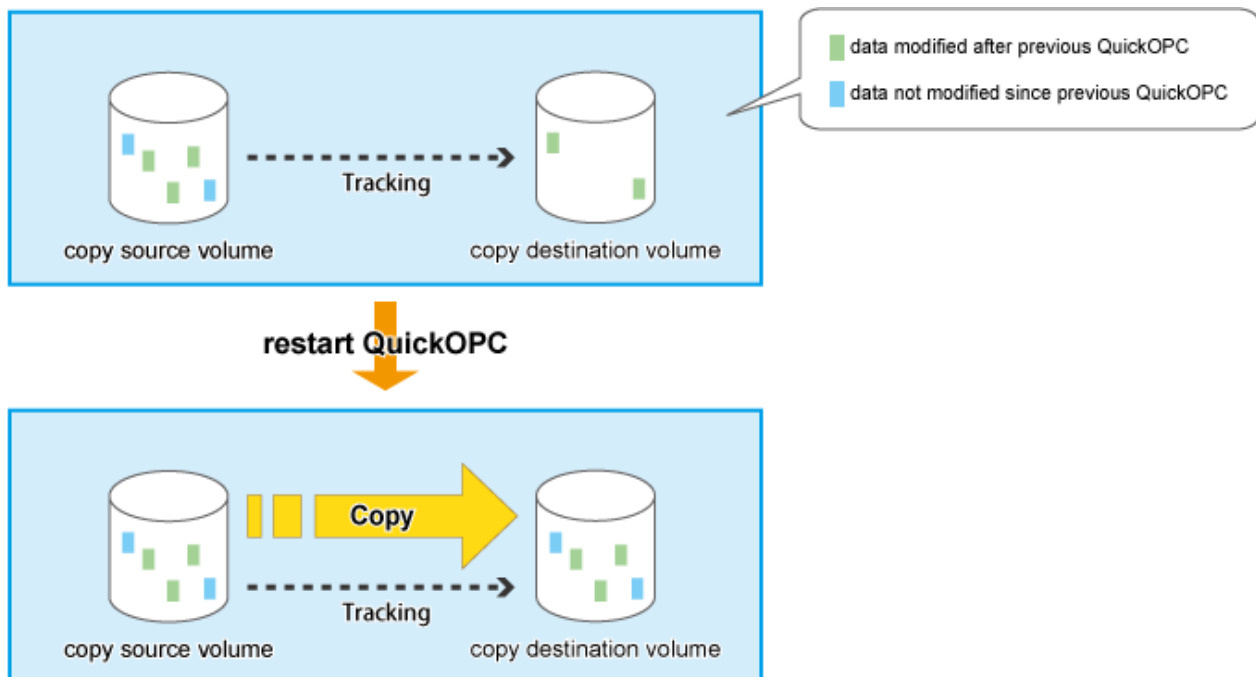 data modified after previous QuickOPC
data not modified since previous QuickOPC
Tracking
copy source volume
copy destination volume
restart QuickOPC
Copy
Tracking
copy source volume
copy destination volume